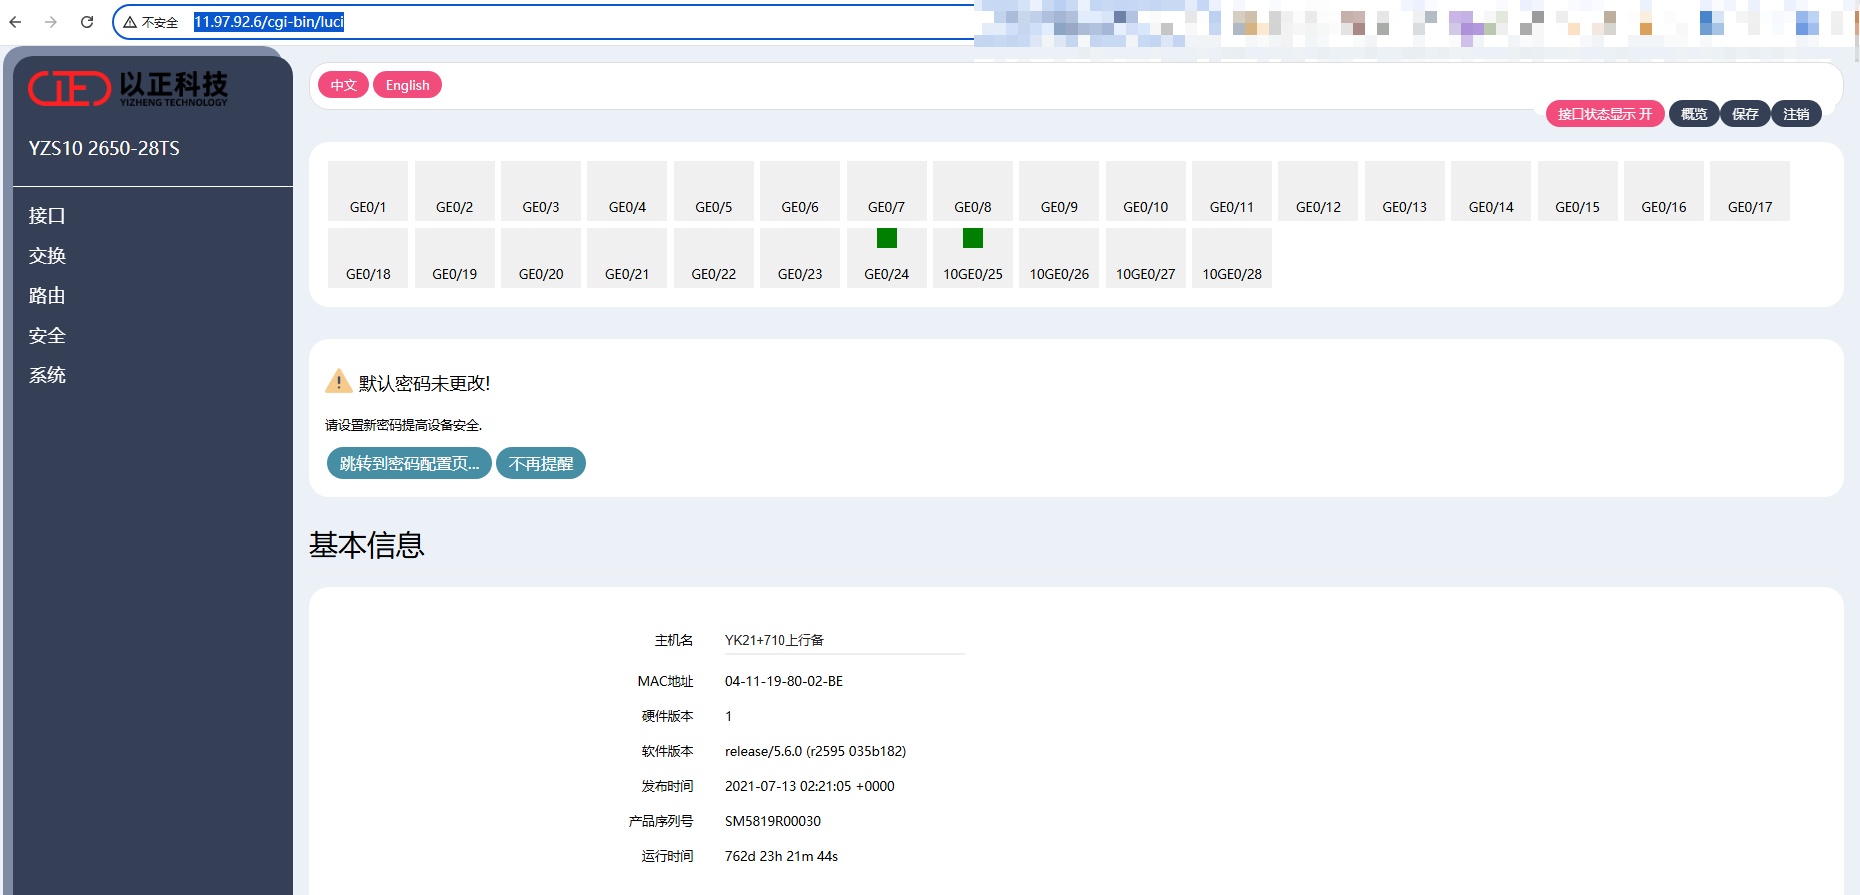 不安全 11.97.92.6/cgi-bin/luci
以正科技
YIZHENG TECHNOLOGY
中文 English
接口状态显示 开 概览 保存 注销
YZS10 2650-28TS
接口
交换
路由
安全
系统
GE0/1 GE0/2 GE0/3 GE0/4 GE0/5 GE0/6 GE0/7 GE0/8 GE0/9 GE0/10 GE0/11 GE0/12 GE0/13 GE0/14 GE0/15 GE0/16 GE0/17
GE0/18 GE0/19 GE0/20 GE0/21 GE0/22 GE0/23 GE0/24 10GE0/25 10GE0/26 10GE0/27 10GE0/28
默认密码未更改!
请设置新密码提高设备安全.
跳转到密码配置页... 不再提醒
基本信息
主机名 YK21+710上行备
MAC地址 04-11-19-80-02-BE
硬件版本 1
软件版本 release/5.6.0 (r2595 035b182)
发布时间 2021-07-13 02:21:05 +0000
产品序列号 SM5819R00030
运行时间 762d 23h 21m 44s